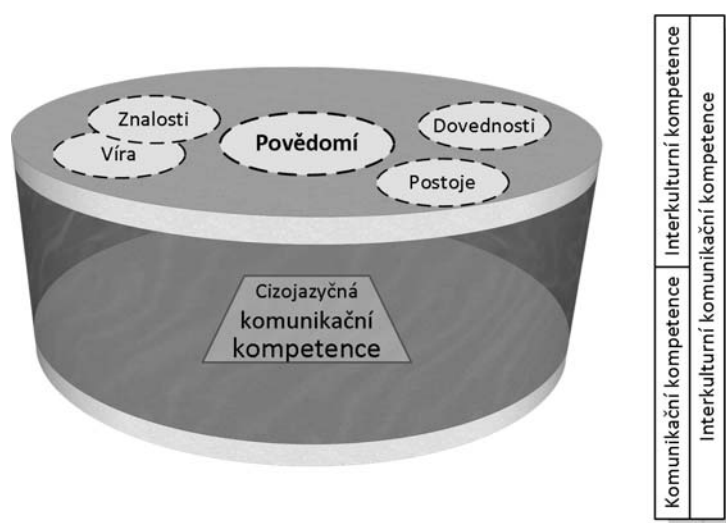 Znalosti
Víra
Povědomí
Dovednosti
Postoje
Cizojazyčná
komunikační
kompetence
Interkulturní kompetence
Komunikační kompetence
Interkulturní komunikační kompetence